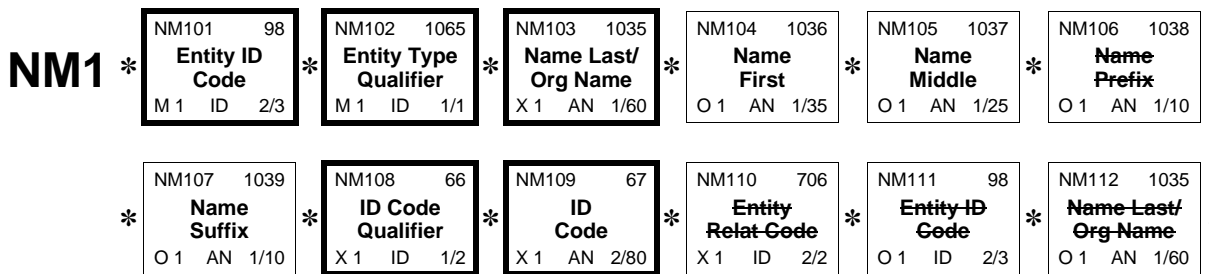 NM1 * NM101 98 * NM102 1065 * NM103 1035 * NM104 1036 * NM105 1037 * NM106 1038
Entity ID Entity Type Name Last/ Name Name Name
Code Qualifier Org Name First Middle Prefix
M 1 ID 2/3 M 1 ID 1/1 X 1 AN 1/60 O 1 AN 1/35 O 1 AN 1/25 O 1 AN 1/10
* NM107 1039 * NM108 66 * NM109 67 * NM110 706 * NM111 98 * NM112 1035
Name ID Code ID Entity Entity ID Name Last/
Suffix Qualifier Code Relat Code Code Org Name
O 1 AN 1/10 X 1 ID 1/2 X 1 AN 2/80 X 1 ID 2/2 O 1 ID 2/3 O 1 AN 1/60